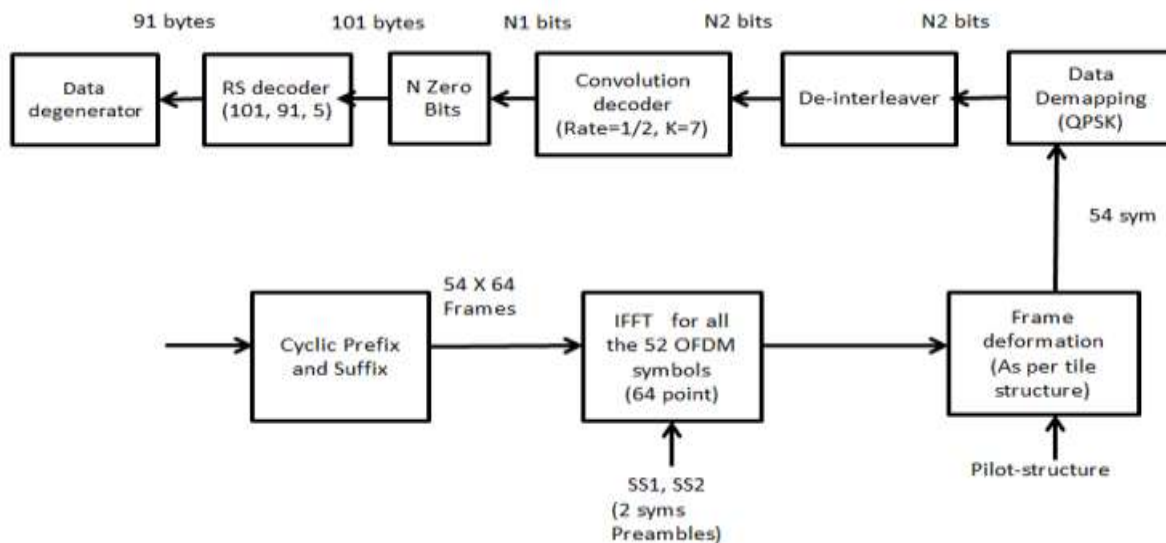 91 bytes
101 bytes
N1 bits
N2 bits
N2 bits
Data
degenerator
RS decoder
(101, 91, 5)
N Zero
Bits
Convolution
decoder
(Rate=1/2, K=7)
De-interleaver
Data
Demapping
(QPSK)
54 sym
54 X 64
Frames
Cyclic Prefix
and Suffix
IFFT for all
the 52 OFDM
symbols
(64 point)
Frame
deformation
(As per tile
structure)
SS1, SS2
(2 syms
Preambles)
Pilot-structure